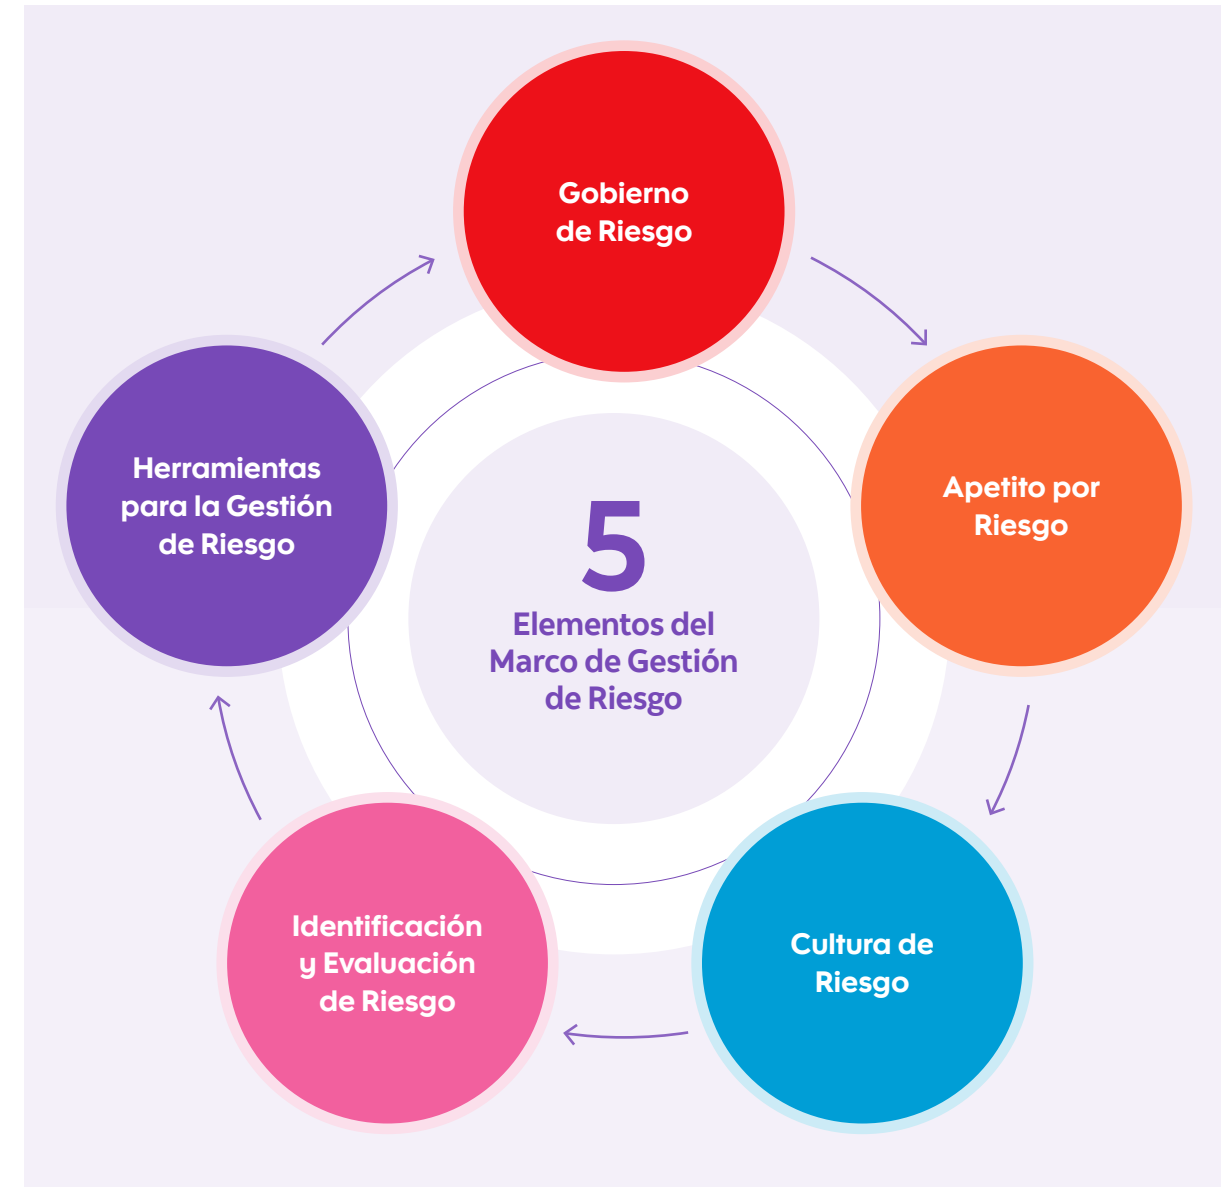 Gobierno
de Riesgo
Apetito por
Riesgo
Cultura de
Riesgo
Identificación
y Evaluación
de Riesgo
Herramientas
para la Gestión
de Riesgo
5
Elementos del
Marco de Gestión
de Riesgo